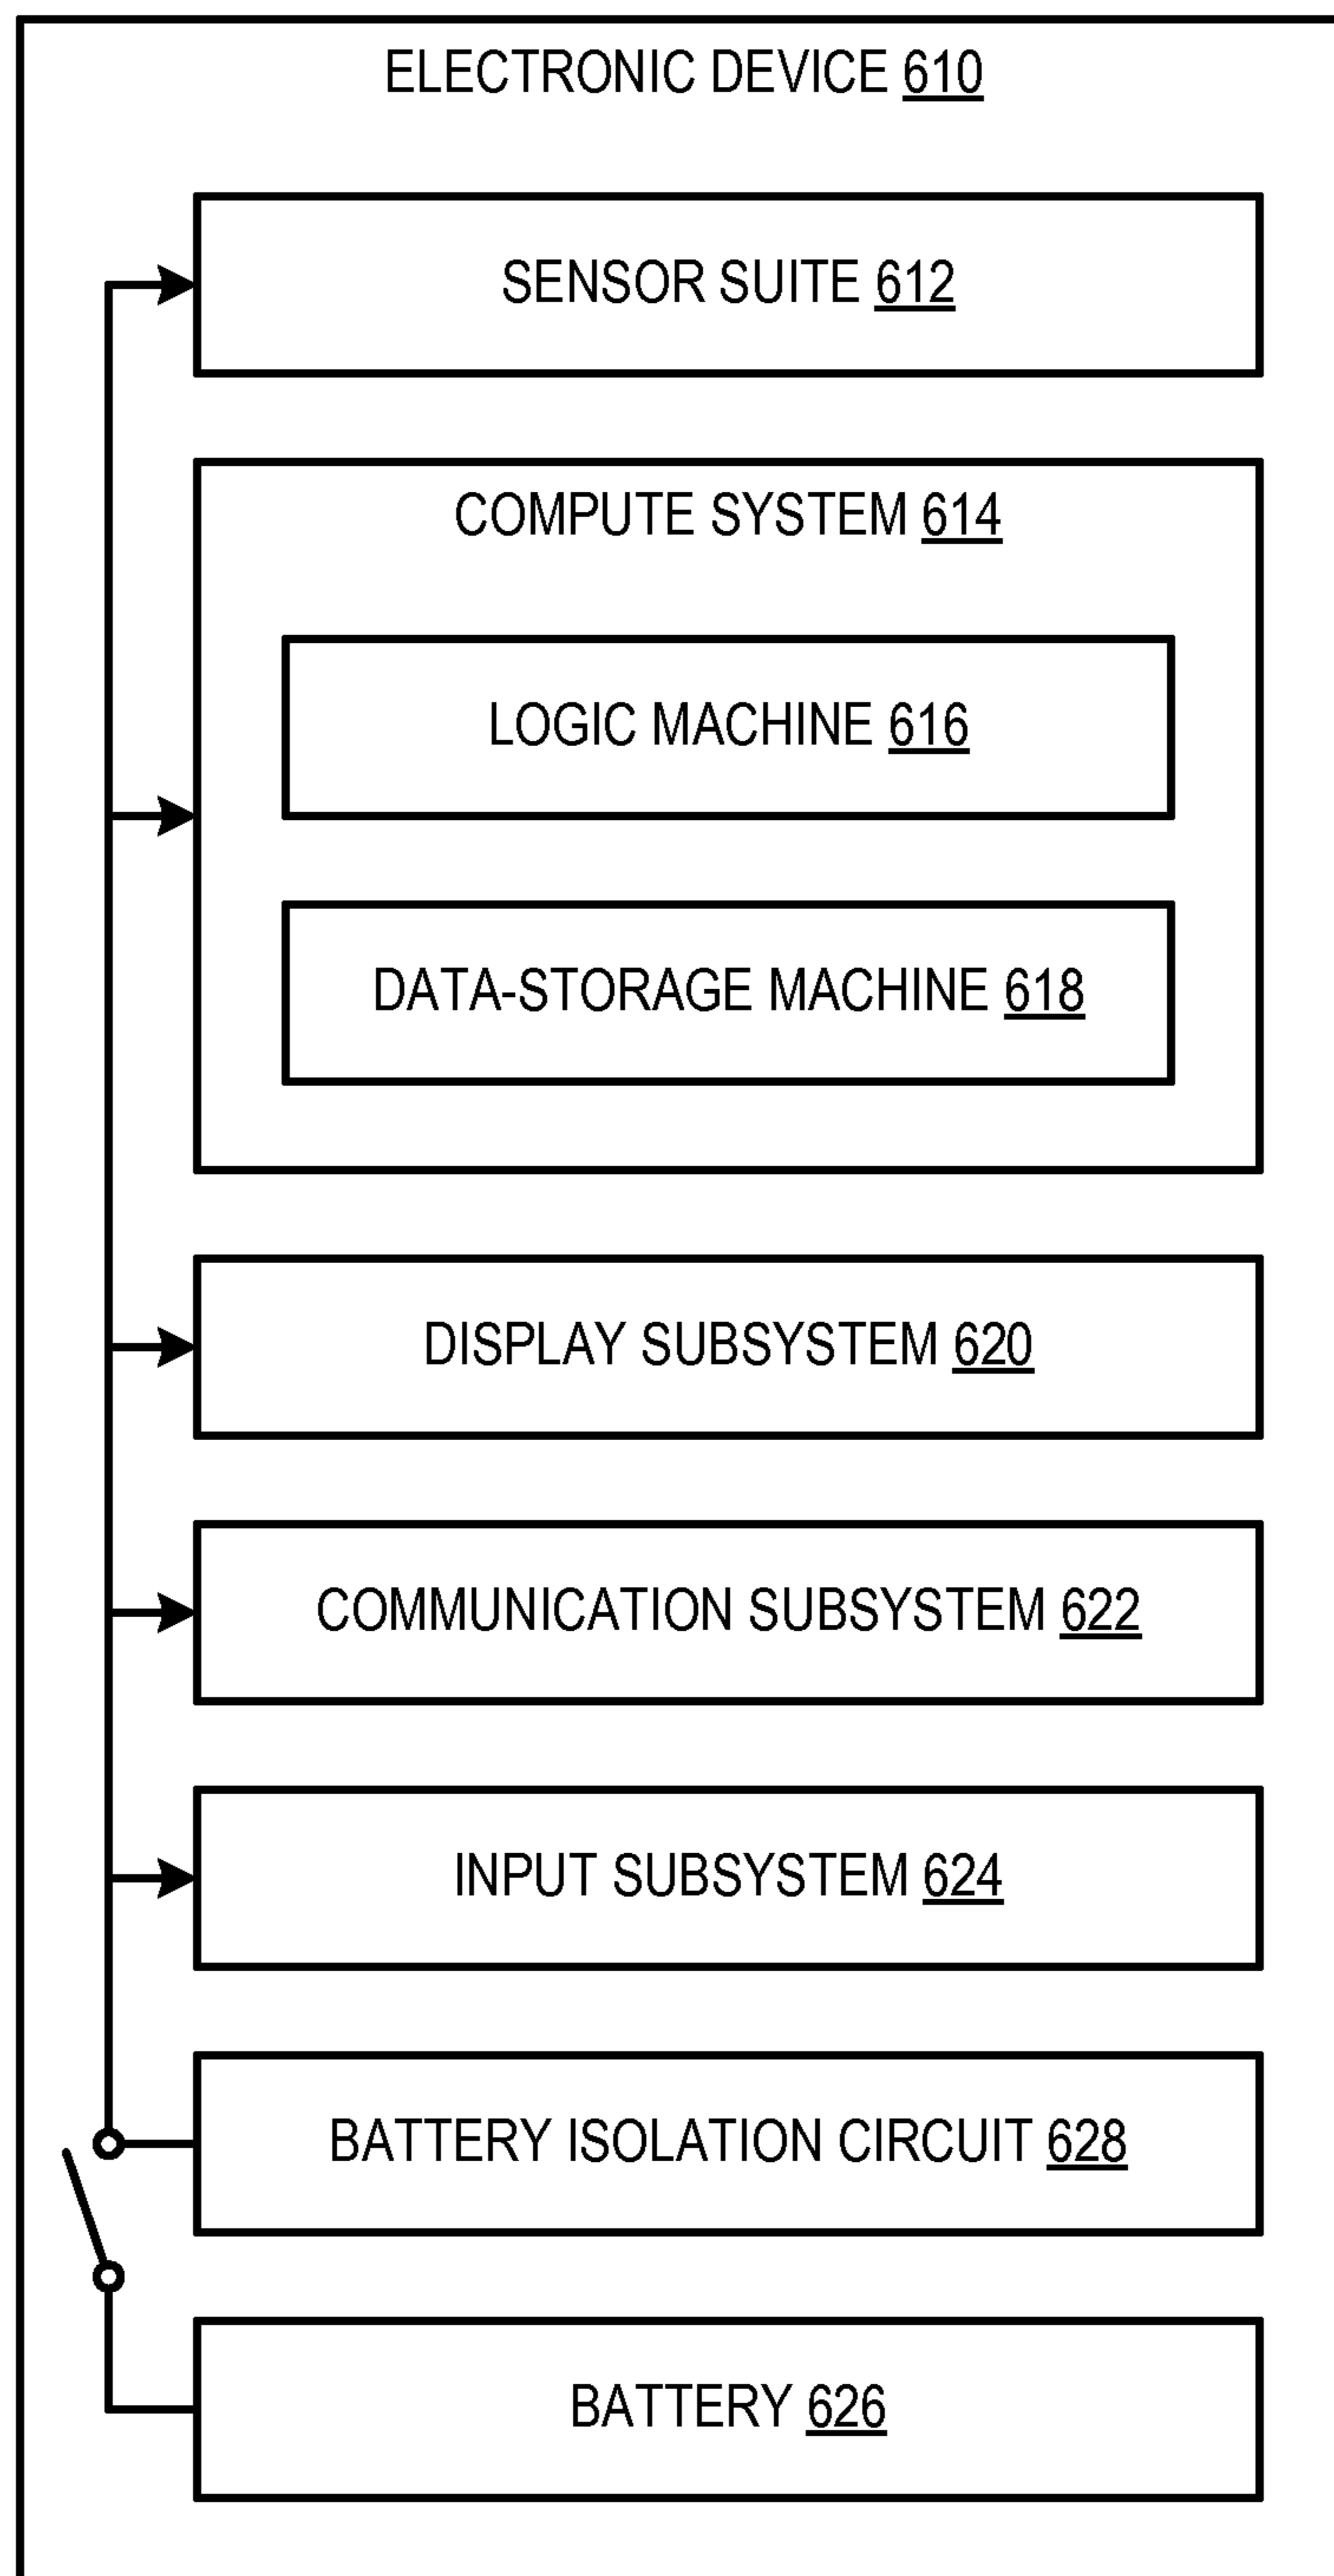 ELECTRONIC DEVICE 610
SENSOR SUITE 612
COMPUTE SYSTEM 614
LOGIC MACHINE 616
DATA-STORAGE MACHINE 618
DISPLAY SUBSYSTEM 620
COMMUNICATION SUBSYSTEM 622
INPUT SUBSYSTEM 624
BATTERY ISOLATION CIRCUIT 628
BATTERY 626